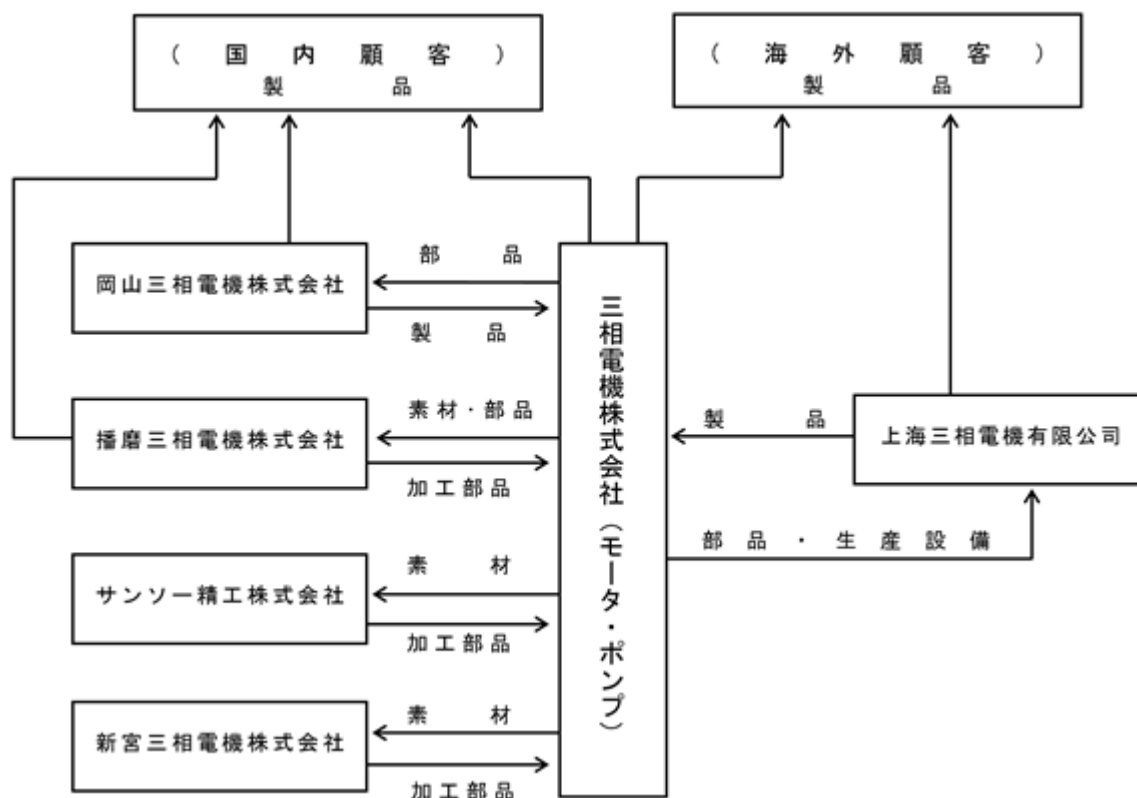 (国内顧客)
製品
(海外顧客)
製品
岡山三相電機株式会社
部品
製品
播磨三相電機株式会社
素材・部品
加工部品
サンソー精工株式会社
素材
加工部品
新宮三相電機株式会社
素材
加工部品
三相電機株式会社(モータ・ポンプ)
製品
上海三相電機有限公司
部品・生産設備